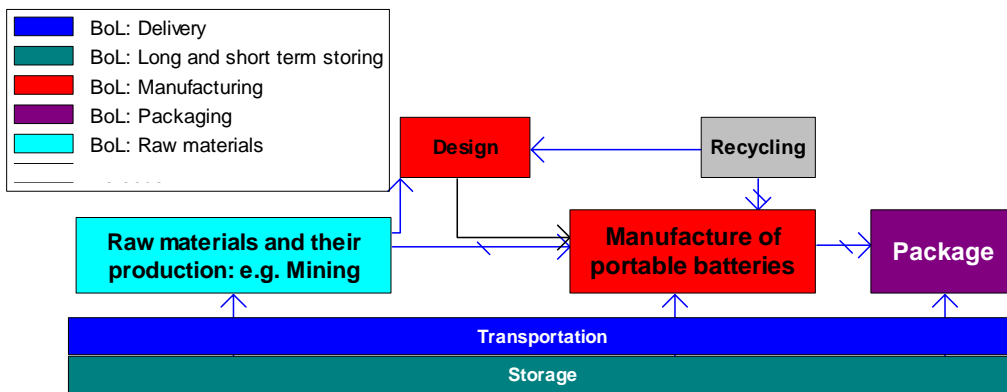 BoL: Delivery
BoL: Long and short term storing
BoL: Manufacturing
BoL: Packaging
BoL: Raw materials
Design
Recycling
Raw materials and their
production: e.g. Mining
Manufacture of
portable batteries
Package
Transportation
Storage